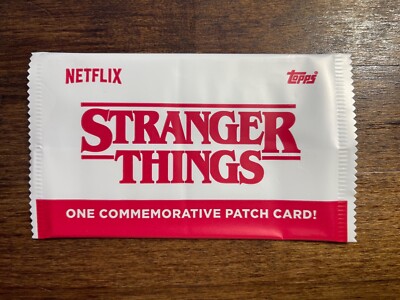 NETFLIX
Topps
STRANGER
THINGS
ONE COMMEMORATIVE PATCH CARD!